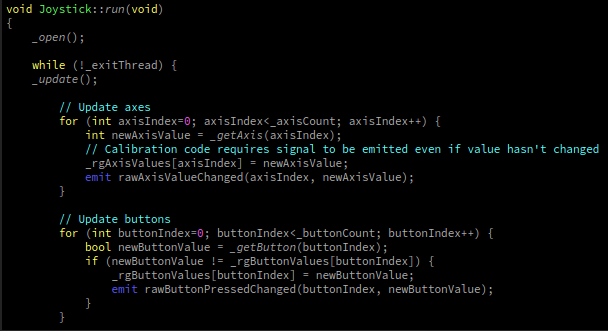 void Joystick::run(void)
{
    _open();

    while (!_exitThread) {
    _update();

        // Update axes
        for (int axisIndex=0; axisIndex<_axisCount; axisIndex++) {
            int newAxisValue = _getAxis(axisIndex);
            // Calibration code requires signal to be emitted even if value hasn't changed
            _rgAxisValues[axisIndex] = newAxisValue;
            emit rawAxisValueChanged(axisIndex, newAxisValue);
        }

        // Update buttons
        for (int buttonIndex=0; buttonIndex<_buttonCount; buttonIndex++) {
            bool newButtonValue = _getButton(buttonIndex);
            if (newButtonValue != _rgButtonValues[buttonIndex]) {
                _rgButtonValues[buttonIndex] = newButtonValue;
                emit rawButtonPressedChanged(buttonIndex, newButtonValue);
            }
        }